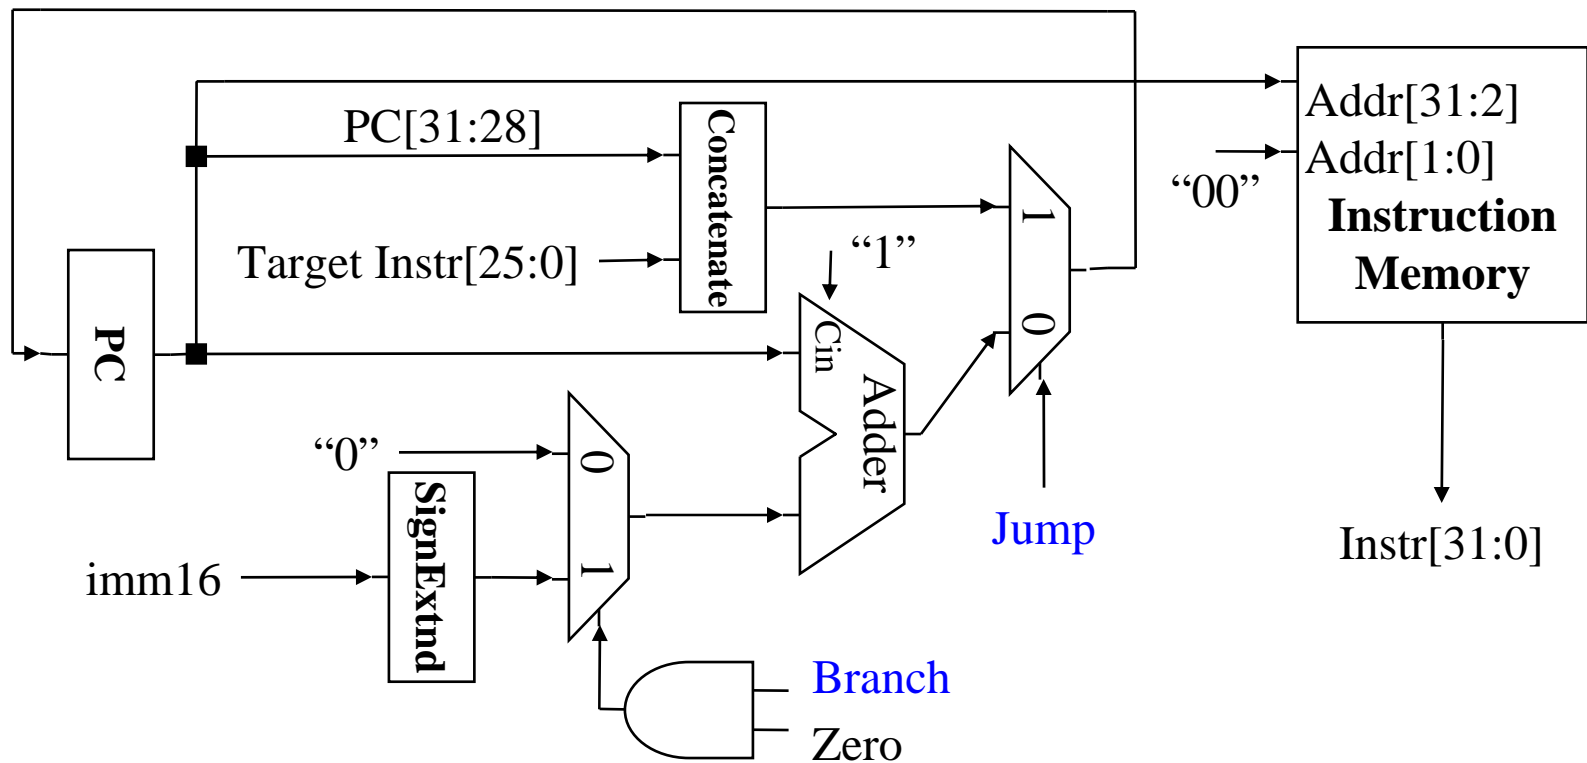 Addr[31:2]
PC[31:28]
Concatenate
Addr[1:0]
“00”
1
Instruction
Memory
Target Instr[25:0]
“1”
PC
Cin
0
Adder
“0”
0
SignExtnd
Jump
Instr[31:0]
imm16
1
Branch
Zero